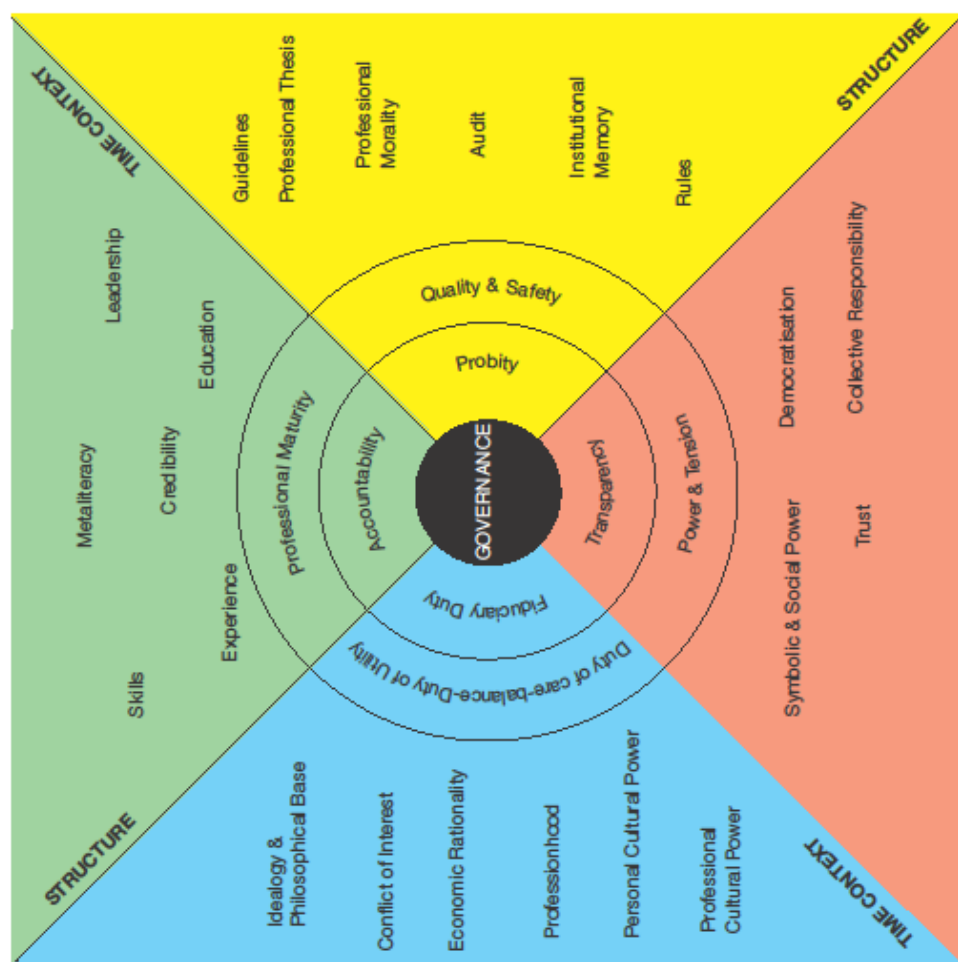 TIME CONTEXT
STRUCTURE
Leadership
Education
Metaliteracy
Credibility
Experience
Skills
Professional Maturity
Accountability
Guidelines
Professional Thesis
Professional
Morality
Audit
Institutional
Memory
Rules
Quality & Safety
Probity
GOVERNANCE
Transparency
Power & Tension
Democratisation
Collective Responsibility
Symbolic & Social Power
Trust
Fiduciary Duty
Duty of care-balance-Duty of Utility
Idealogy &
Philosophical Base
Conflict of Interest
Economic Rationality
Professionhood
Personal Cultural Power
Professional
Cultural Power
STRUCTURE
TIME CONTEXT